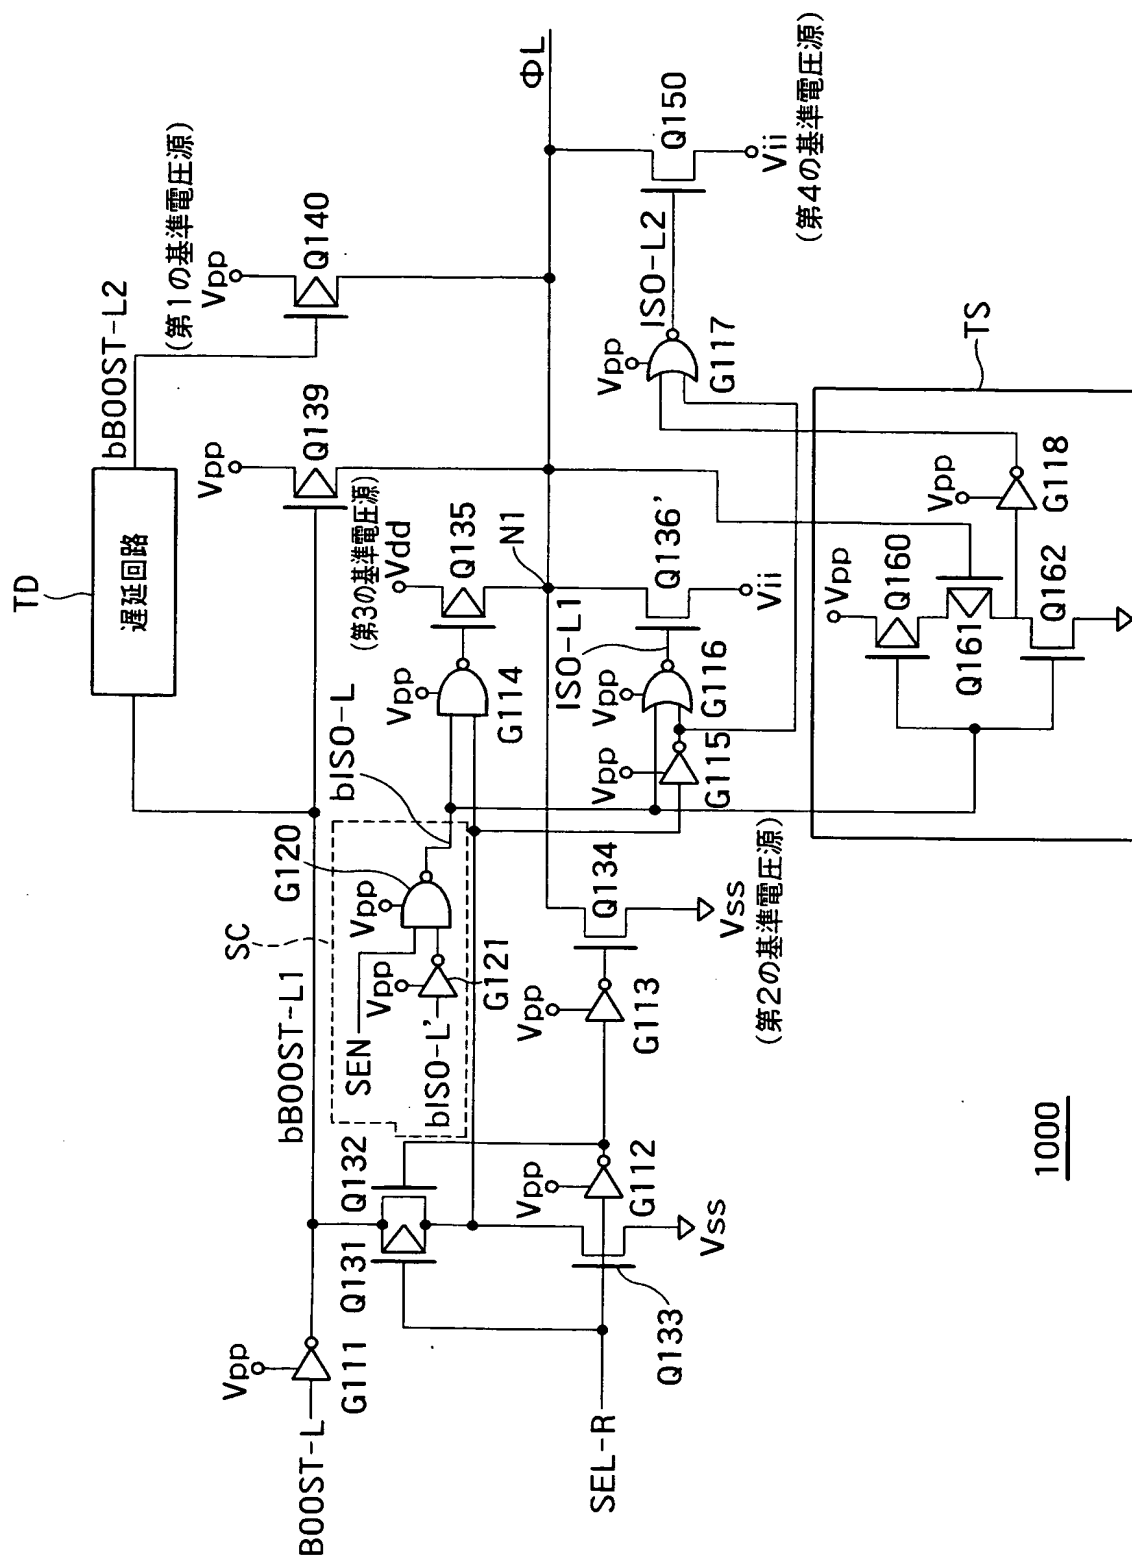 TD
遅延回路
bBOOST-L2
(第1の基準電圧源)
Vpp
Q140
Vpp
Q139
ΦL
BOOST-L
Vpp
G111
bBOOST-L1
SC
G120
bISO-L
SEN
Vpp
Vpp
bISO-L'
G121
Vpp
G114
(第3の基準電圧源)
Vdd
Q135
N1
Q131
Q132
Vpp
G112
Vss
Q133
SEL-R
Vpp
G113
Q134
Vss
(第2の基準電圧源)
Vpp
G115
ISO-L1
Vpp
G116
Q136'
Vii
Vpp
G117
ISO-L2
Q150
Vii
(第4の基準電圧源)
TS
Vpp
Q160
Q161
Q162
Vpp
G118
1000